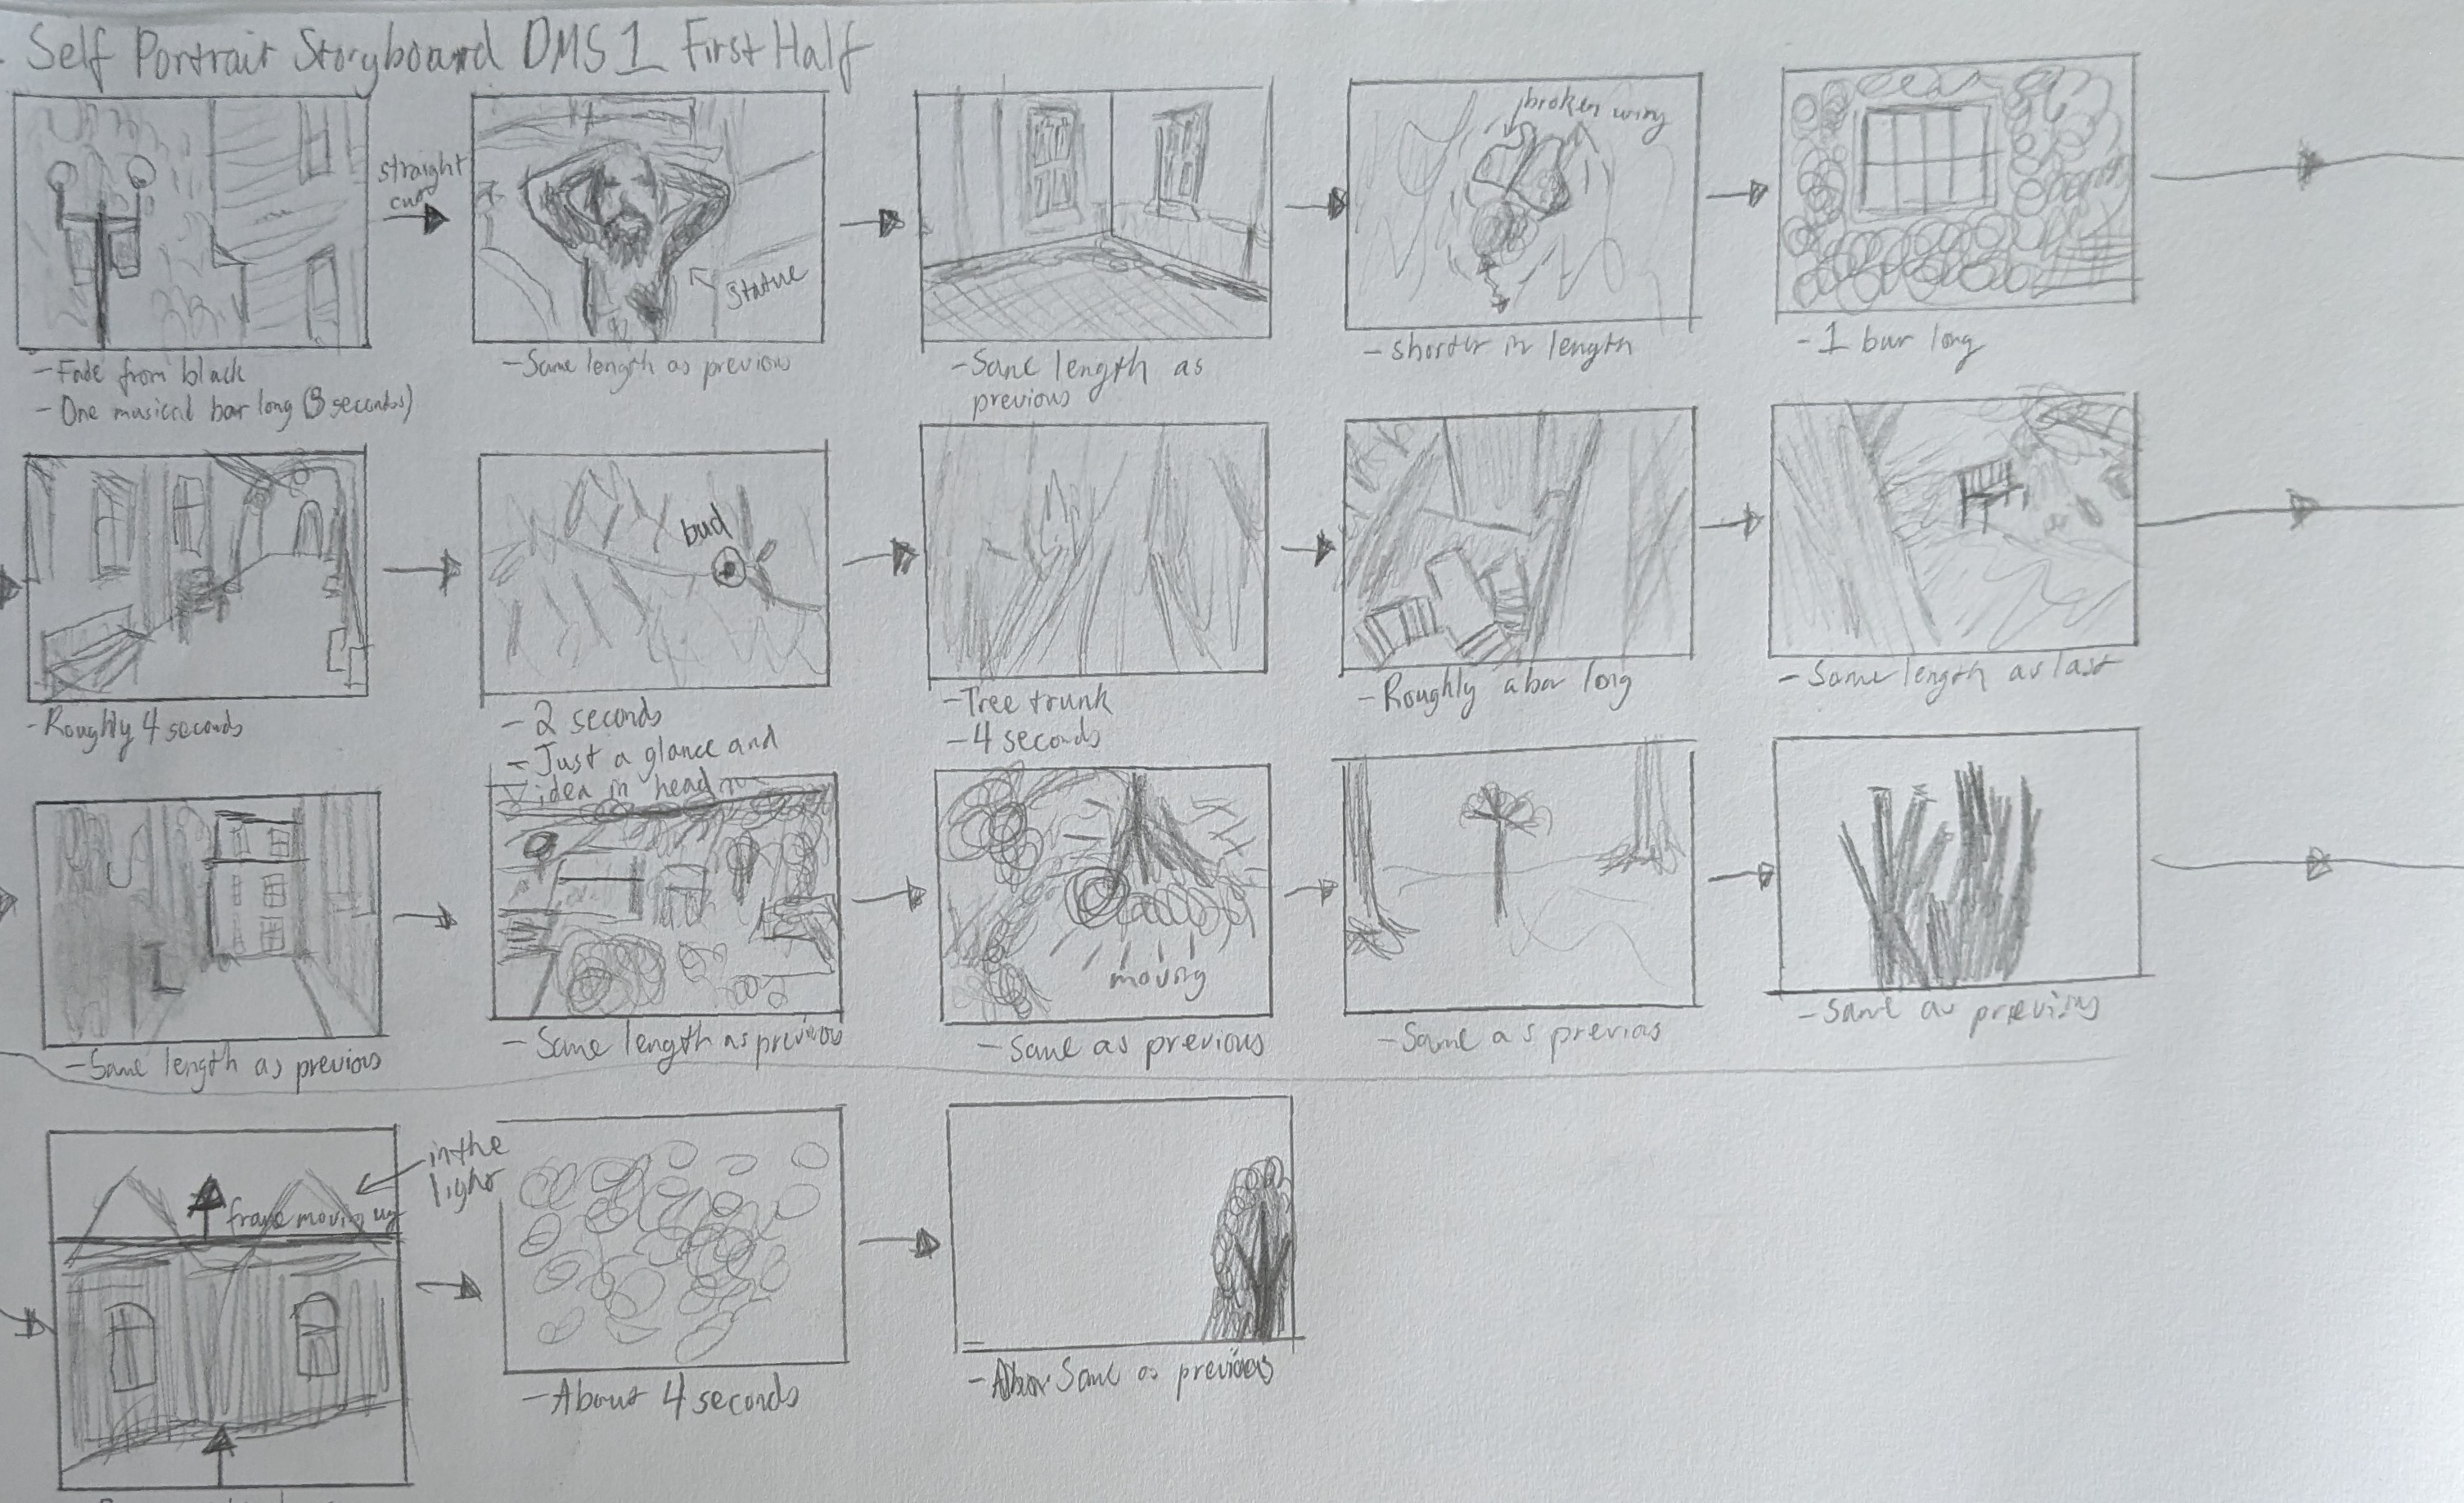 Self Portrait Storyboard DMS 1 First Half
straight
cut
statue
broken wing
- Fade from black
- One musical bar long (3 seconds)
- Same length as previous
- Same length as
previous
- shorter in length
- 1 bar long
bud
- Roughly 4 seconds
- 2 seconds
- Just a glance and
idea in head
- Tree trunk
- 4 seconds
- Roughly a bar long
- Same length as last
moving
- Same length as previous
- Same length as previous
- Same as previous
- Same as previous
- Same as previous
in the
light
frame moving up
- About 4 seconds
- Same as previous